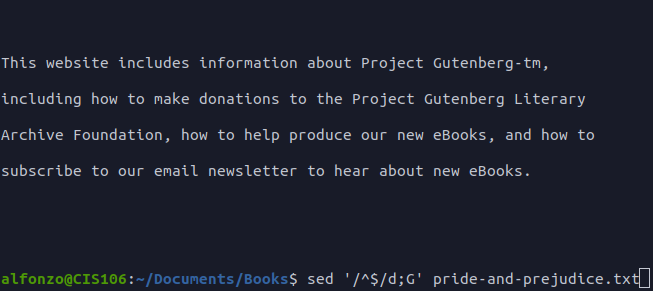 This website includes information about Project Gutenberg-tm,
including how to make donations to the Project Gutenberg Literary
Archive Foundation, how to help produce our new eBooks, and how to
subscribe to our email newsletter to hear about new eBooks.
alfonzo@CIS106:~/Documents/Books$ sed '/^$/d;G' pride-and-prejudice.txt